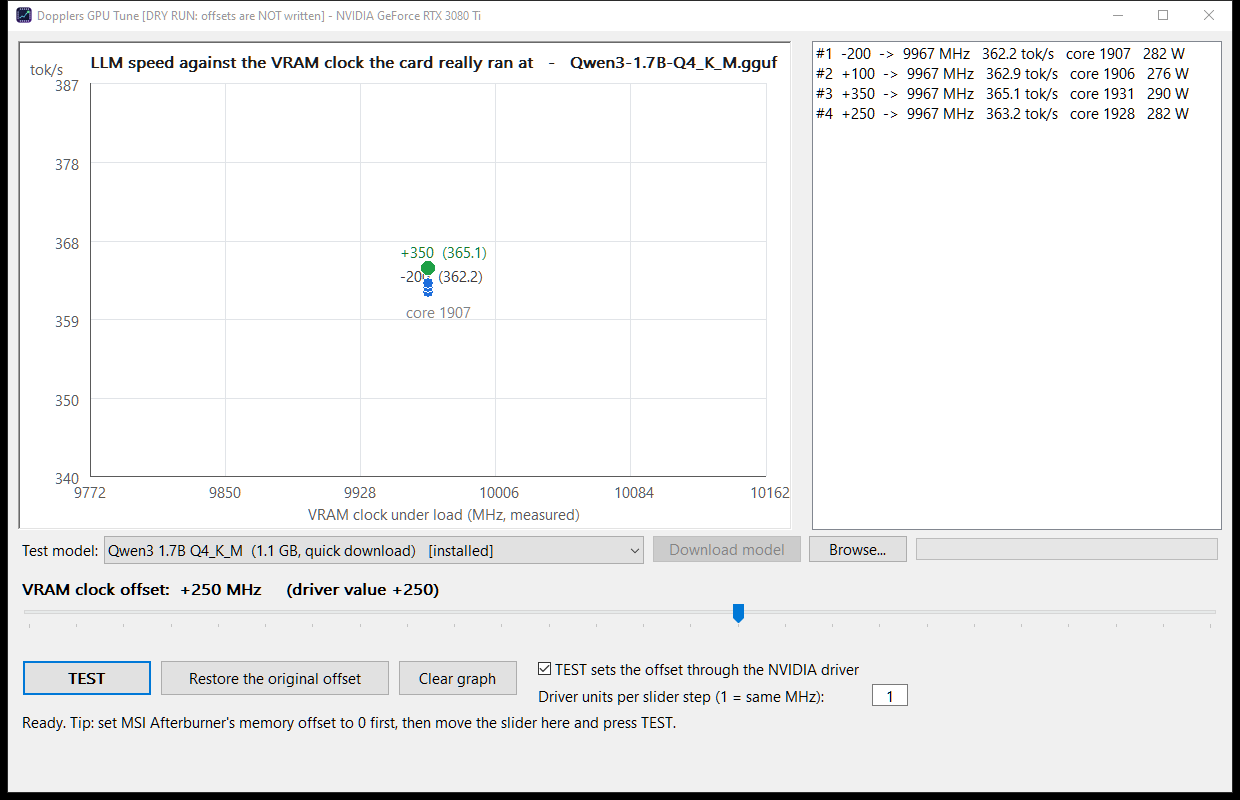 Dopplers GPU Tune [DRY RUN: offsets are NOT written] - NVIDIA GeForce RTX 3080 Ti
LLM speed against the VRAM clock the card really ran at - Qwen3-1.7B-Q4_K_M.gguf
tok/s
387
378
368
359
350
340
+350 (365.1)
-200 (362.2)
core 1907
9772
9850
9928
10006
10084
10162
VRAM clock under load (MHz, measured)
#1 -200 -> 9967 MHz 362.2 tok/s core 1907 282 W
#2 +100 -> 9967 MHz 362.9 tok/s core 1906 276 W
#3 +350 -> 9967 MHz 365.1 tok/s core 1931 290 W
#4 +250 -> 9967 MHz 363.2 tok/s core 1928 282 W
Test model: Qwen3 1.7B Q4_K_M (1.1 GB, quick download) [installed]
Download model
Browse...
VRAM clock offset: +250 MHz (driver value +250)
TEST
Restore the original offset
Clear graph
TEST sets the offset through the NVIDIA driver
Driver units per slider step (1 = same MHz): 1
Ready. Tip: set MSI Afterburner's memory offset to 0 first, then move the slider here and press TEST.